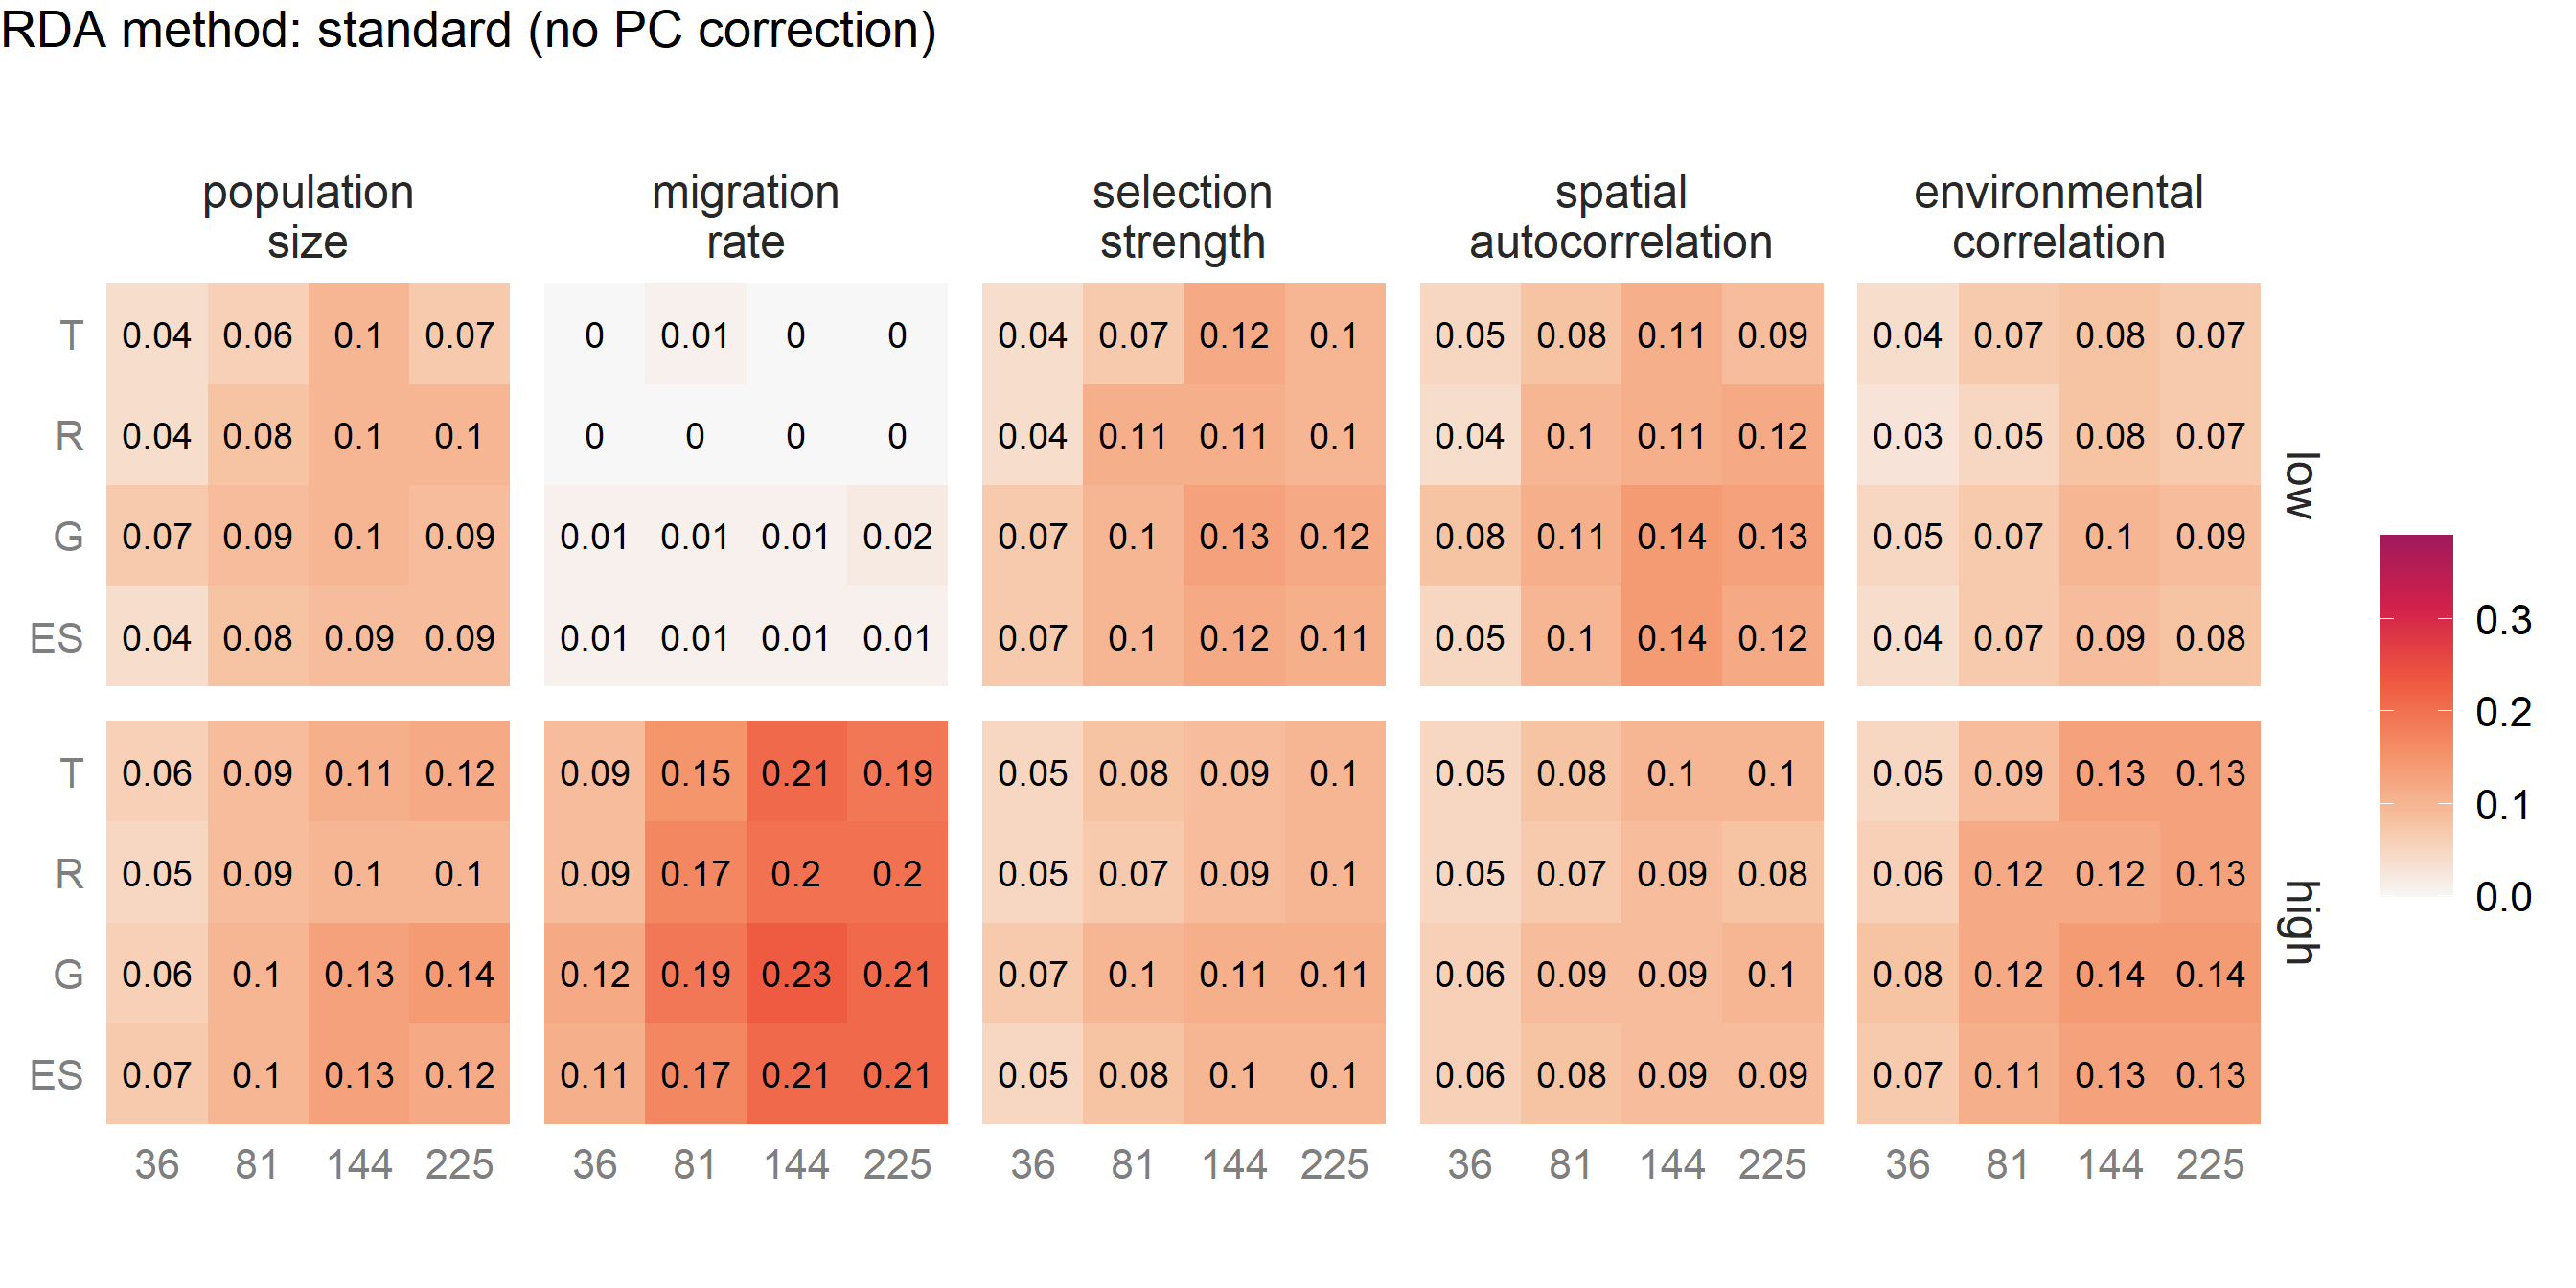 RDA method: standard (no PC correction)
population
size
migration
rate
selection
strength
spatial
autocorrelation
environmental
correlation
T 0.04 0.06 0.1 0.07 0 0.01 0 0 0.04 0.07 0.12 0.1 0.05 0.08 0.11 0.09 0.04 0.07 0.08 0.07
R 0.04 0.08 0.1 0.1 0 0 0 0 0.04 0.11 0.11 0.1 0.04 0.1 0.11 0.12 0.03 0.05 0.08 0.07
G 0.07 0.09 0.1 0.09 0.01 0.01 0.01 0.02 0.07 0.1 0.13 0.12 0.08 0.11 0.14 0.13 0.05 0.07 0.1 0.09
ES 0.04 0.08 0.09 0.09 0.01 0.01 0.01 0.01 0.07 0.1 0.12 0.11 0.05 0.1 0.14 0.12 0.04 0.07 0.09 0.08
low
T 0.06 0.09 0.11 0.12 0.09 0.15 0.21 0.19 0.05 0.08 0.09 0.1 0.05 0.08 0.1 0.1 0.05 0.09 0.13 0.13
R 0.05 0.09 0.1 0.1 0.09 0.17 0.2 0.2 0.05 0.07 0.09 0.1 0.05 0.07 0.09 0.08 0.06 0.12 0.12 0.13
G 0.06 0.1 0.13 0.14 0.12 0.19 0.23 0.21 0.07 0.1 0.11 0.11 0.06 0.09 0.09 0.1 0.08 0.12 0.14 0.14
ES 0.07 0.1 0.13 0.12 0.11 0.17 0.21 0.21 0.05 0.08 0.1 0.1 0.06 0.08 0.09 0.09 0.07 0.11 0.13 0.13
high
36 81 144 225 36 81 144 225 36 81 144 225 36 81 144 225 36 81 144 225
0.3
0.2
0.1
0.0